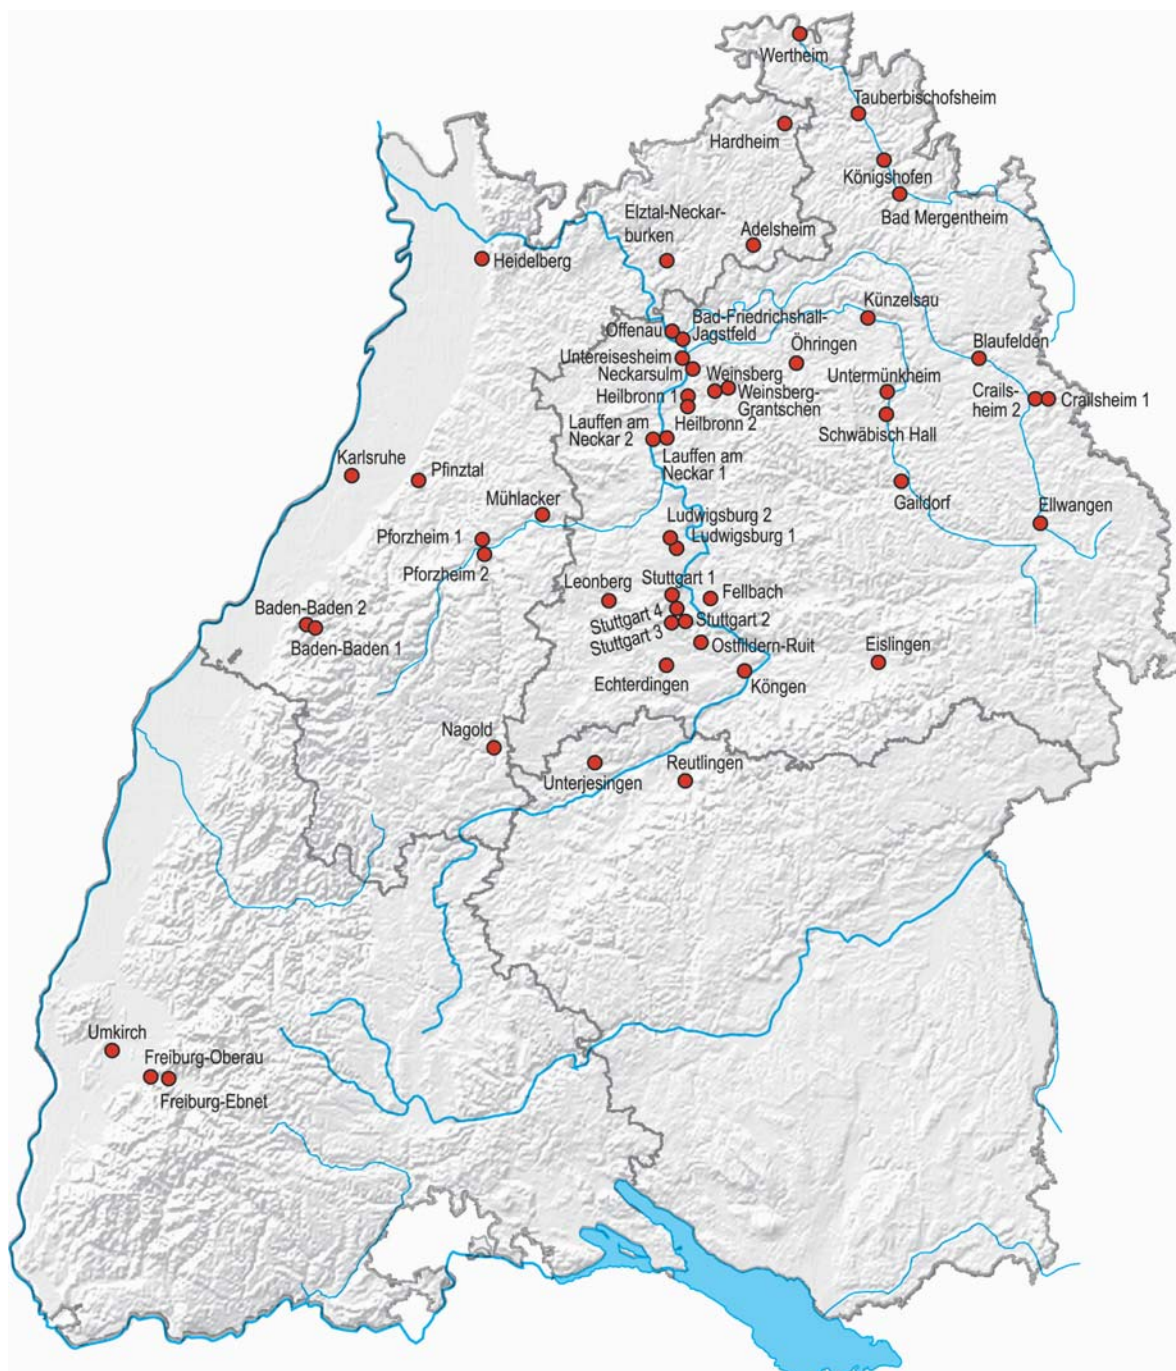 Wertheim
Tauberbischofsheim
Hardheim
Königshofen
Bad Mergentheim
Elztal-Neckar-
burken
Adelsheim
Heidelberg
Künzelsau
Offenau
Bad-Friedrichshall-
Jagstfeld
Öhringen
Blaufelden
Untereisesheim
Neckarsulm
Weinsberg
Weinsberg-
Grantschen
Untermünkheim
Crails-
heim 2
Crailsheim 1
Heilbronn 1
Heilbronn 2
Lauffen am
Neckar 2
Schwäbisch Hall
Lauffen am
Neckar 1
Karlsruhe
Pfinztal
Mühlacker
Gaildorf
Ellwangen
Ludwigsburg 2
Ludwigsburg 1
Pforzheim 1
Pforzheim 2
Leonberg
Stuttgart 1
Fellbach
Stuttgart 4
Stuttgart 2
Stuttgart 3
Baden-Baden 2
Baden-Baden 1
Ostfildern-Ruit
Eislingen
Echterdingen
Köngen
Nagold
Unterjesingen
Reutlingen
Umkirch
Freiburg-Oberau
Freiburg-Ebnet